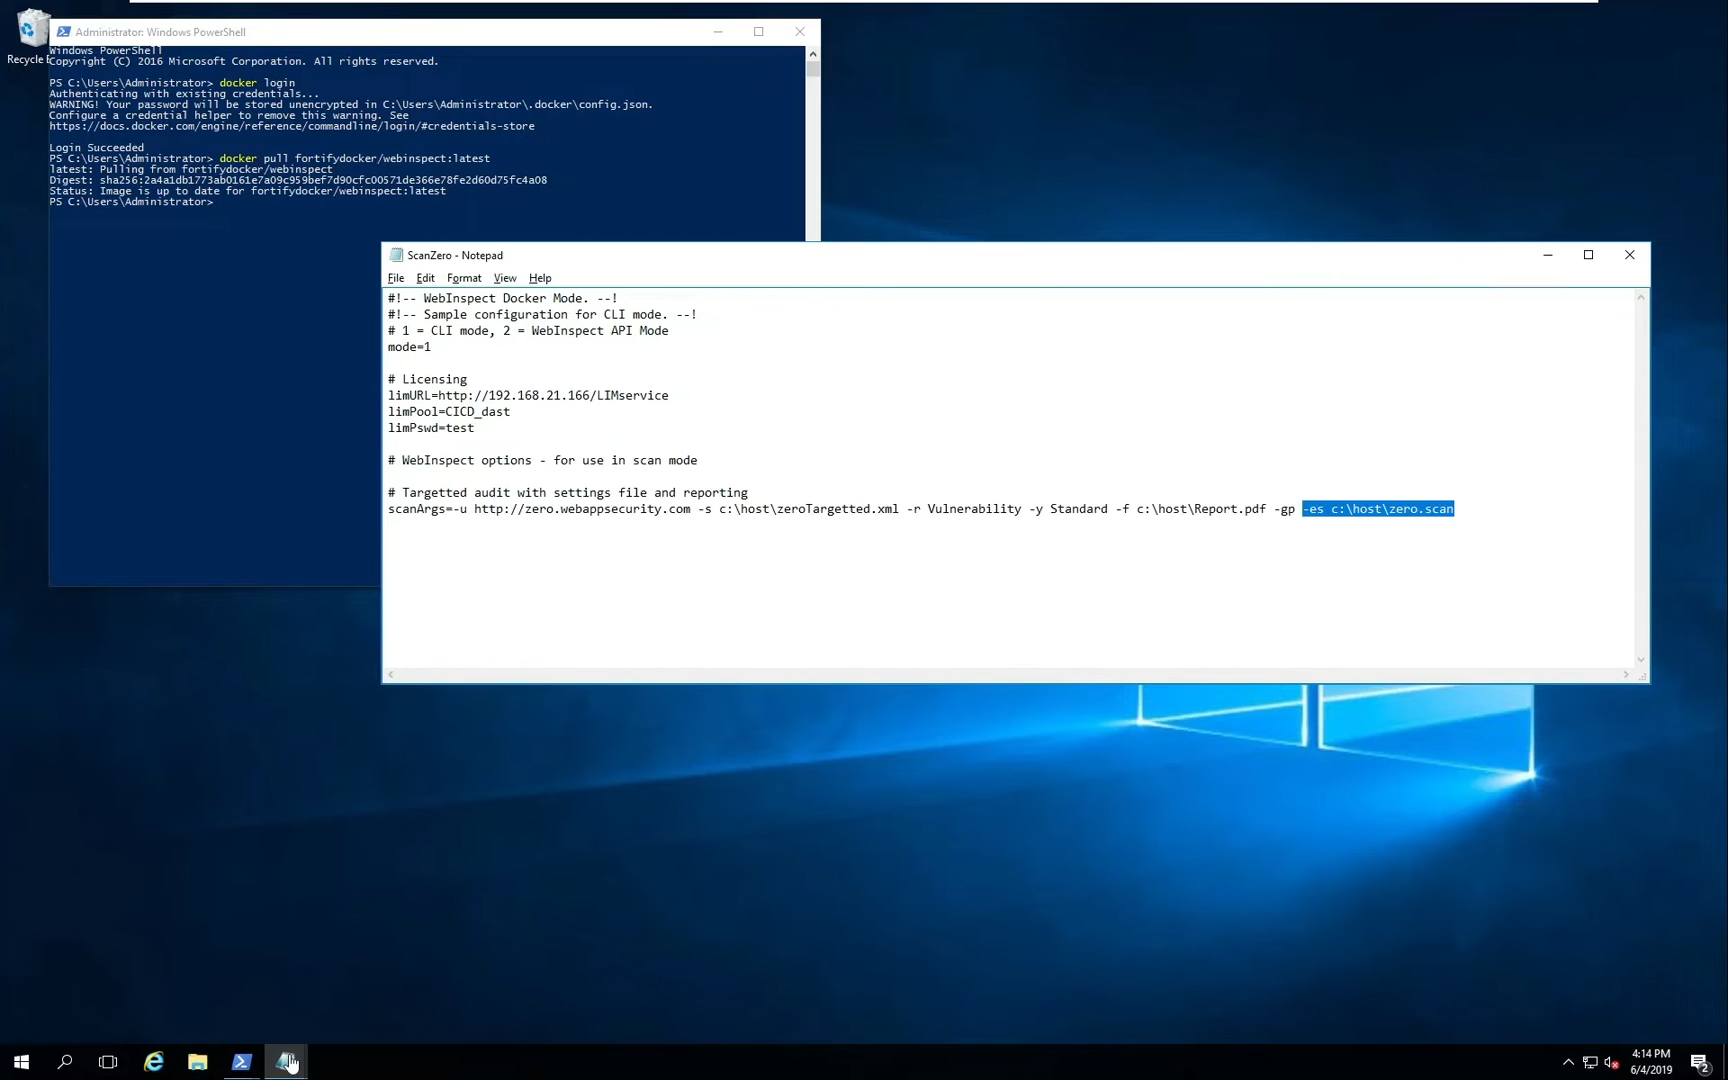 Recycle
Administrator: Windows PowerShell
Windows PowerShell
Copyright (C) 2016 Microsoft Corporation. All rights reserved.
PS C:\Users\Administrator> docker login
Authenticating with existing credentials...
WARNING! Your password will be stored unencrypted in C:\Users\Administrator\.docker\config.json.
Configure a credential helper to remove this warning. See
https://docs.docker.com/engine/reference/commandline/login/#credentials-store
Login Succeeded
PS C:\Users\Administrator> docker pull fortifydocker/webinspect:latest
latest: Pulling from fortifydocker/webinspect
Digest: sha256:2a4a1db1773ab0161e7a09c959bef7d90cfc00571de366e78fe2d60d75fc4a08
Status: Image is up to date for fortifydocker/webinspect:latest
PS C:\Users\Administrator>
ScanZero - Notepad
File Edit Format View Help
#!-- WebInspect Docker Mode. --!
#!-- Sample configuration for CLI mode. --!
# 1 = CLI mode, 2 = WebInspect API Mode
mode=1
# Licensing
limURL=http://192.168.21.166/LIMservice
limPool=CICD_dast
limPswd=test
# WebInspect options - for use in scan mode
# Targetted audit with settings file and reporting
scanArgs=-u http://zero.webappsecurity.com -s c:\host\zeroTargetted.xml -r Vulnerability -y Standard -f c:\host\Report.pdf -gp -es c:\host\zero.scan
4:14 PM
6/4/2019
2